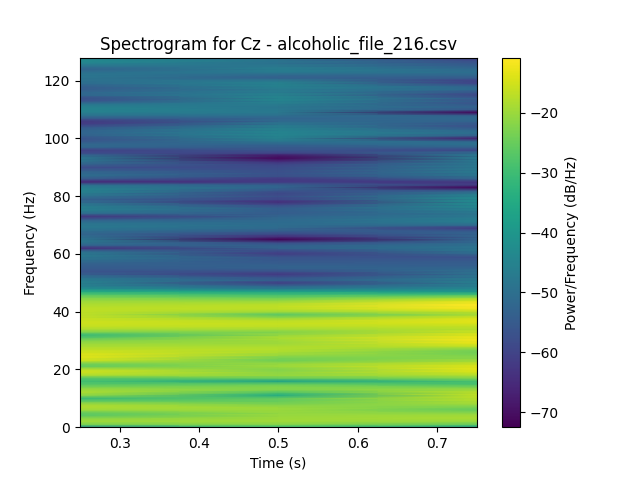 Spectrogram for Cz - alcoholic_file_216.csv
120
100
80
60
40
20
0
Frequency (Hz)
0.3 0.4 0.5 0.6 0.7
Time (s)
−20
−30
−40
−50
−60
−70
Power/Frequency (dB/Hz)